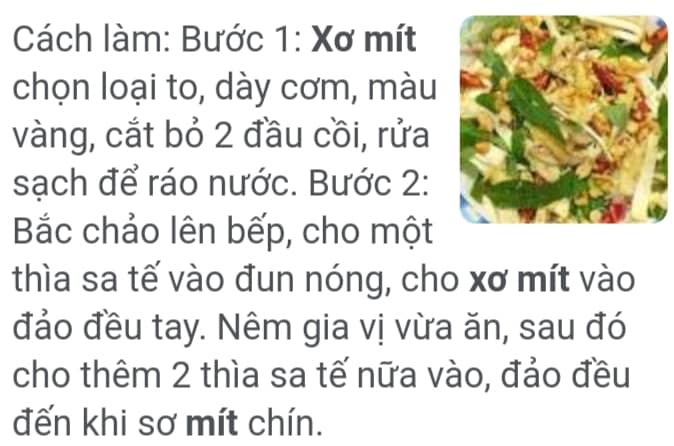 Cách làm: Bước 1: Xơ mít
chọn loại to, dày cơm, màu
vàng, cắt bỏ 2 đầu cồi, rửa
sạch để ráo nước. Bước 2:
Bắc chảo lên bếp, cho một
thìa sa tế vào đun nóng, cho xơ mít vào
đảo đều tay. Nêm gia vị vừa ăn, sau đó
cho thêm 2 thìa sa tế nữa vào, đảo đều
đến khi sơ mít chín.